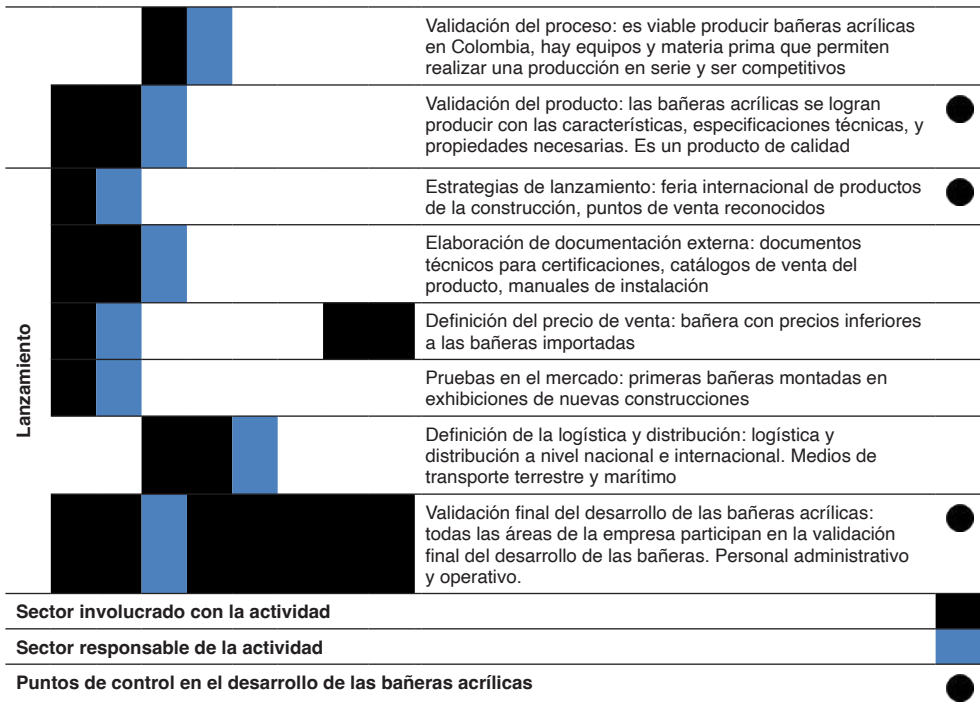 Validación del proceso: es viable producir bañeras acrílicas
en Colombia, hay equipos y materia prima que permiten
realizar una producción en serie y ser competitivos
Validación del producto: las bañeras acrílicas se logran
producir con las características, especificaciones técnicas, y
propiedades necesarias. Es un producto de calidad
Lanzamiento
Estrategias de lanzamiento: feria internacional de productos
de la construcción, puntos de venta reconocidos
Elaboración de documentación externa: documentos
técnicos para certificaciones, catálogos de venta del
producto, manuales de instalación
Definición del precio de venta: bañera con precios inferiores
a las bañeras importadas
Pruebas en el mercado: primeras bañeras montadas en
exhibiciones de nuevas construcciones
Definición de la logística y distribución: logística y
distribución a nivel nacional e internacional. Medios de
transporte terrestre y marítimo
Validación final del desarrollo de las bañeras acrílicas:
todas las áreas de la empresa participan en la validación
final del desarrollo de las bañeras. Personal administrativo
y operativo.
Sector involucrado con la actividad
Sector responsable de la actividad
Puntos de control en el desarrollo de las bañeras acrílicas